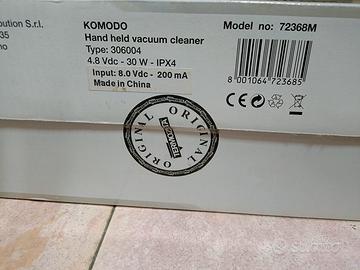 bution S.r.l.
35
no
KOMODO
Hand held vacuum cleaner
Type: 306004
4.8 Vdc - 30 W - IPX4
Input: 8.0 Vdc - 200 mA
Made in China
Model no: 72368M
8 001064 723685
CE
ORIGINAL
ORIGINAL